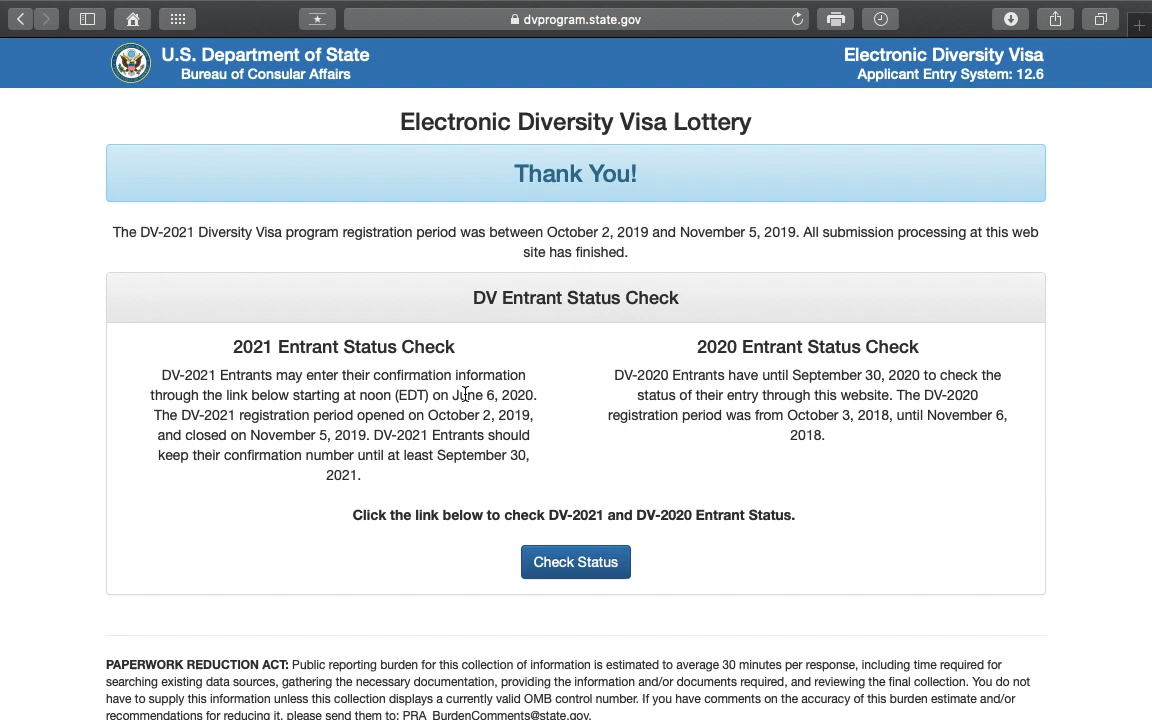 dvprogram.state.gov
U.S. Department of State
Bureau of Consular Affairs
Electronic Diversity Visa
Applicant Entry System: 12.6
Electronic Diversity Visa Lottery
Thank You!
The DV-2021 Diversity Visa program registration period was between October 2, 2019 and November 5, 2019. All submission processing at this web
site has finished.
DV Entrant Status Check
2021 Entrant Status Check
DV-2021 Entrants may enter their confirmation information
through the link below starting at noon (EDT) on June 6, 2020.
The DV-2021 registration period opened on October 2, 2019,
and closed on November 5, 2019. DV-2021 Entrants should
keep their confirmation number until at least September 30,
2021.
2020 Entrant Status Check
DV-2020 Entrants have until September 30, 2020 to check the
status of their entry through this website. The DV-2020
registration period was from October 3, 2018, until November 6,
2018.
Click the link below to check DV-2021 and DV-2020 Entrant Status.
Check Status
PAPERWORK REDUCTION ACT: Public reporting burden for this collection of information is estimated to average 30 minutes per response, including time required for
searching existing data sources, gathering the necessary documentation, providing the information and/or documents required, and reviewing the final collection. You do not
have to supply this information unless this collection displays a currently valid OMB control number. If you have comments on the accuracy of this burden estimate and/or
recommendations for reducing it, please send them to: PRA_BurdenComments@state.gov.